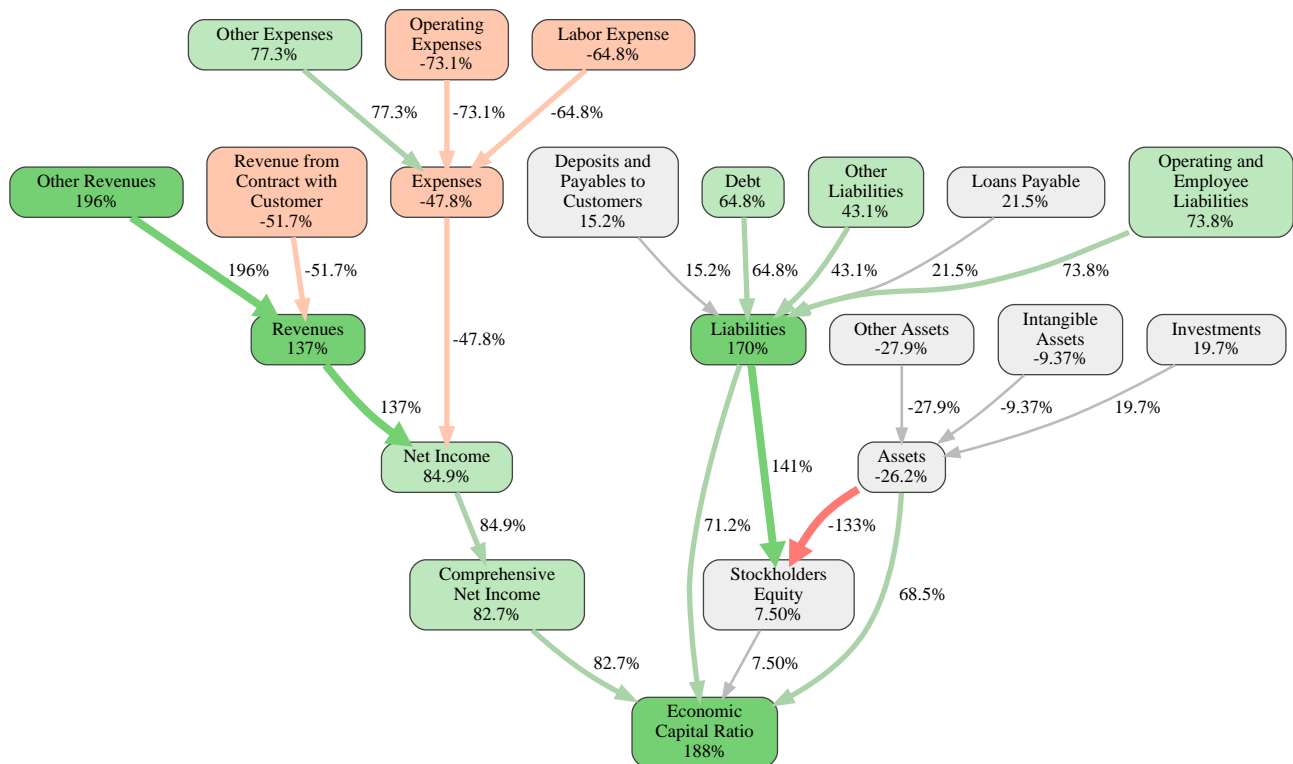 Other Expenses
77.3%
Operating
Expenses
-73.1%
Labor Expense
-64.8%
77.3%
-73.1%
-64.8%
Other Revenues
196%
Revenue from
Contract with
Customer
-51.7%
Expenses
-47.8%
Deposits and
Payables to
Customers
15.2%
Debt
64.8%
Other
Liabilities
43.1%
Loans Payable
21.5%
Operating and
Employee
Liabilities
73.8%
196%
-51.7%
15.2%
64.8%
43.1%
21.5%
73.8%
Revenues
137%
-47.8%
Liabilities
170%
Other Assets
-27.9%
Intangible
Assets
-9.37%
Investments
19.7%
137%
-27.9%
-9.37%
19.7%
Net Income
84.9%
141%
Assets
-26.2%
84.9%
71.2%
-133%
Comprehensive
Net Income
82.7%
Stockholders
Equity
7.50%
68.5%
82.7%
7.50%
Economic
Capital Ratio
188%